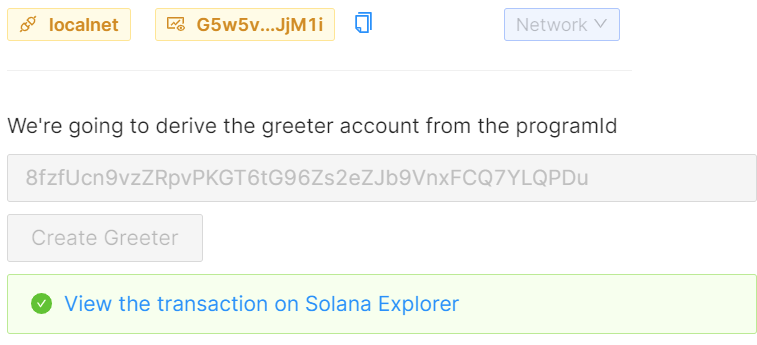 localnet G5w5v...JjM1i Network
We're going to derive the greeter account from the programId
8fzfUcn9vzZRpvPKGT6tG96Zs2eZJb9VnxFCQ7YLQPDu
Create Greeter
View the transaction on Solana Explorer